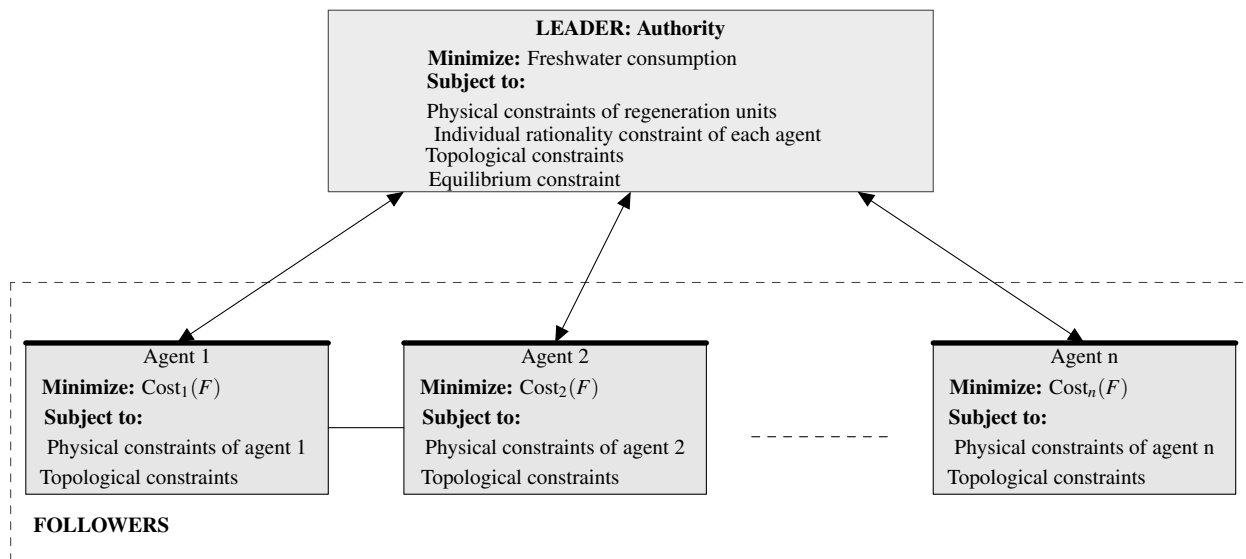 LEADER: Authority
Minimize: Freshwater consumption
Subject to:
Physical constraints of regeneration units
Individual rationality constraint of each agent
Topological constraints
Equilibrium constraint
Agent 1
Minimize: Cost₁(F)
Subject to:
Physical constraints of agent 1
Topological constraints
Agent 2
Minimize: Cost₂(F)
Subject to:
Physical constraints of agent 2
Topological constraints
Agent n
Minimize: Costₙ(F)
Subject to:
Physical constraints of agent n
Topological constraints
FOLLOWERS